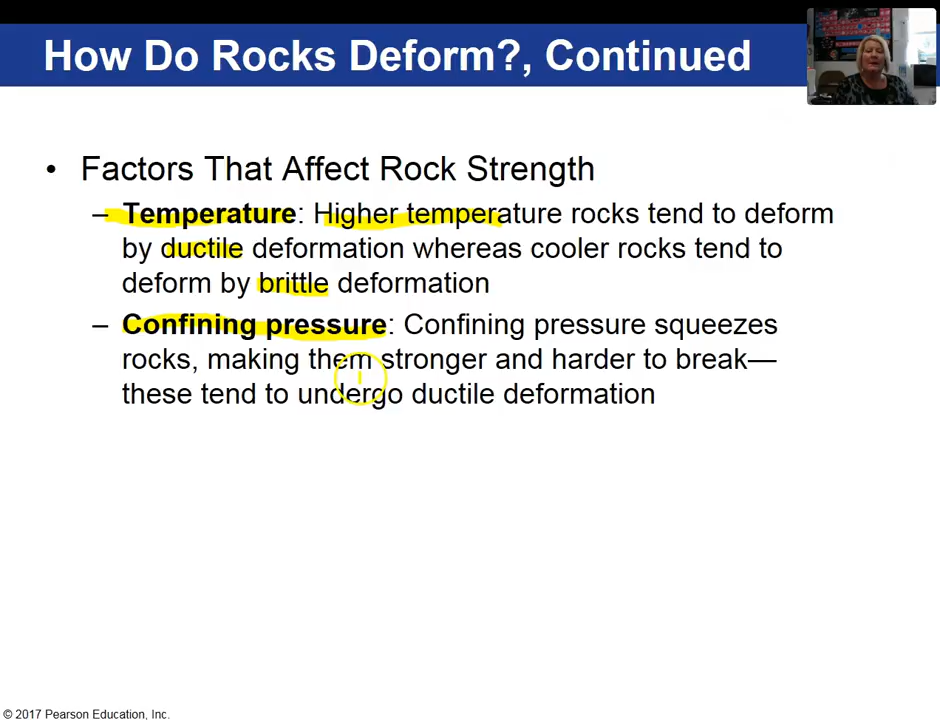 How Do Rocks Deform?, Continued
• Factors That Affect Rock Strength
– Temperature: Higher temperature rocks tend to deform
by ductile deformation whereas cooler rocks tend to
deform by brittle deformation
– Confining pressure: Confining pressure squeezes
rocks, making them stronger and harder to break—
these tend to undergo ductile deformation
© 2017 Pearson Education, Inc.